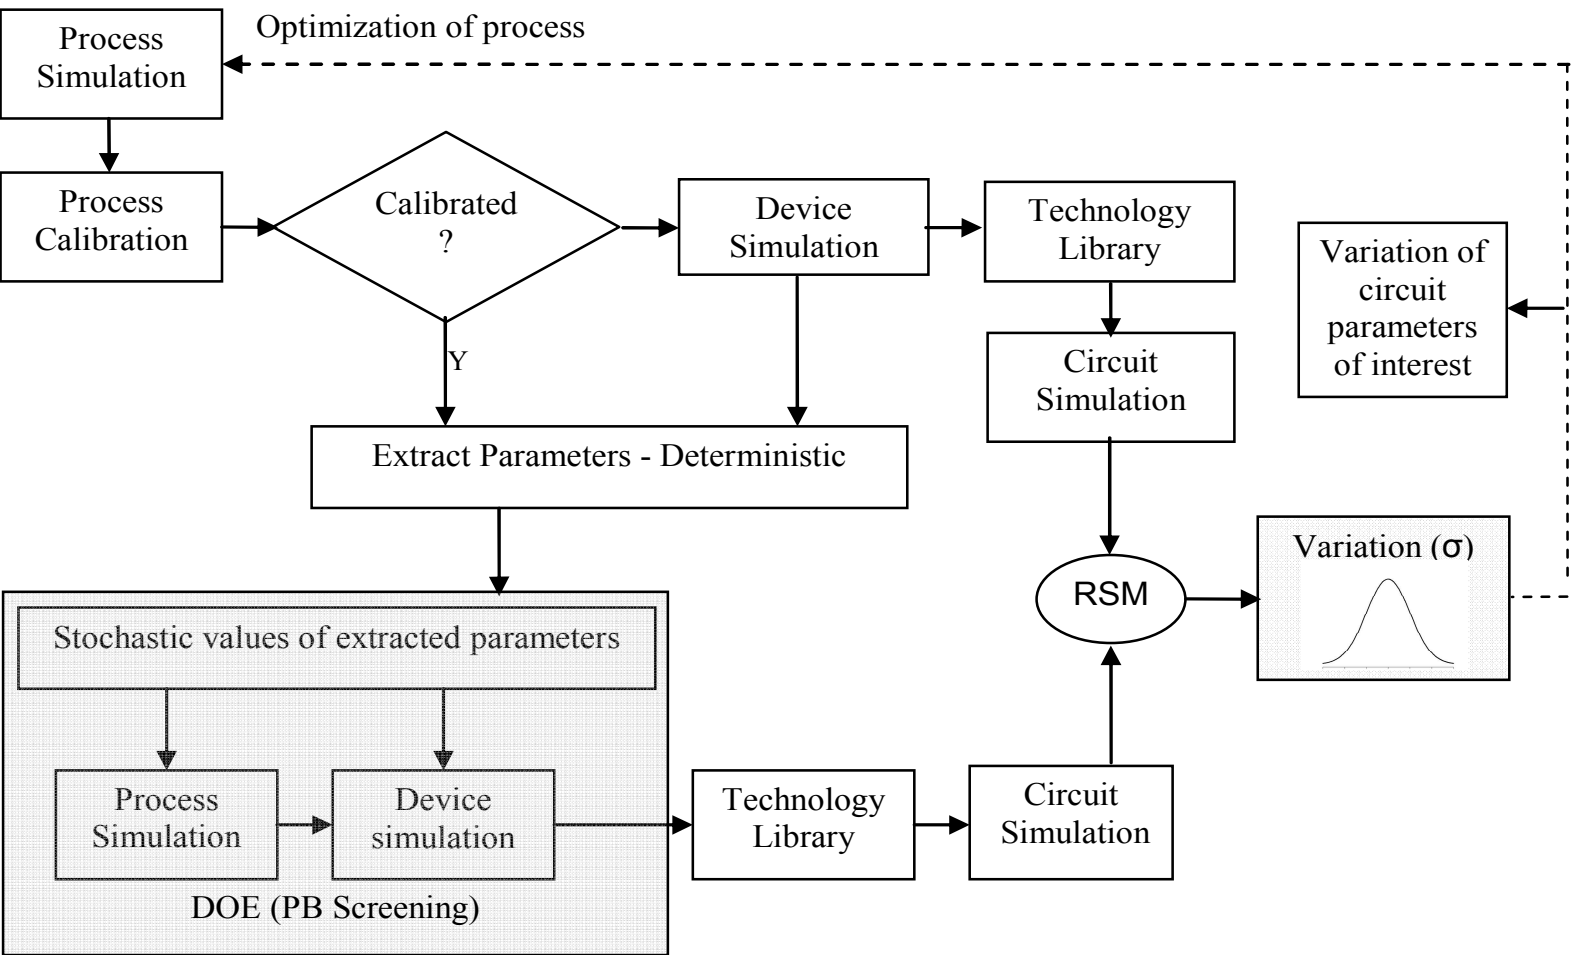 Optimization of process
Process
Simulation
Process
Calibration
Calibrated
?
Y
Device
Simulation
Technology
Library
Circuit
Simulation
Variation of
circuit
parameters
of interest
Extract Parameters - Deterministic
RSM
Variation (σ)
Stochastic values of extracted parameters
Process
Simulation
Device
simulation
DOE (PB Screening)
Technology
Library
Circuit
Simulation